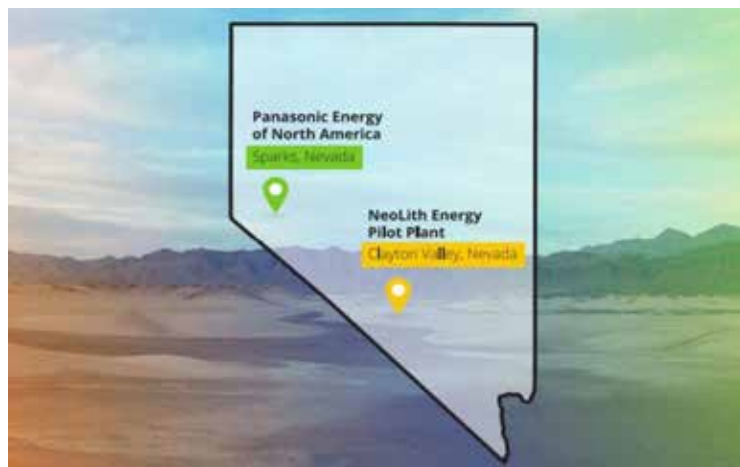 Panasonic Energy
of North America
Sparks, Nevada
NeoLith Energy
Pilot Plant
Clayton Valley, Nevada